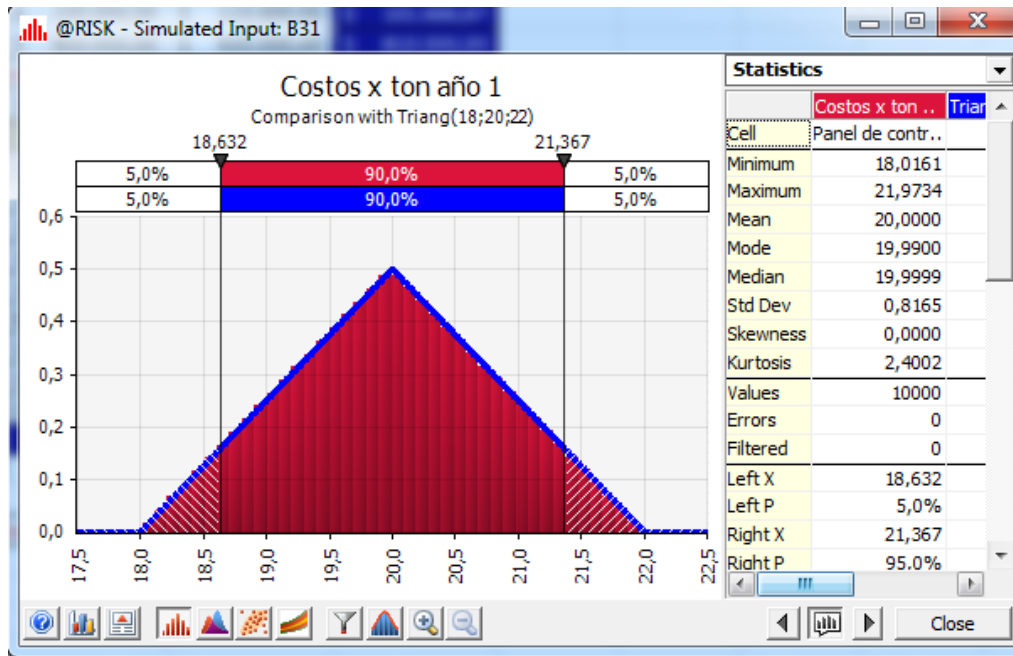 @RISK - Simulated Input: B31
Costos x ton año 1
Comparison with Triang(18;20;22)
18,632 21,367
5,0% 90,0% 5,0%
5,0% 90,0% 5,0%
0,6
0,5
0,4
0,3
0,2
0,1
0,0
17,5 18,0 18,5 19,0 19,5 20,0 20,5 21,0 21,5 22,0 22,5
Statistics
Costos x ton .. Triar
Cell Panel de contr..
Minimum 18,0161
Maximum 21,9734
Mean 20,0000
Mode 19,9900
Median 19,9999
Std Dev 0,8165
Skewness 0,0000
Kurtosis 2,4002
Values 10000
Errors 0
Filtered 0
Left X 18,632
Left P 5,0%
Right X 21,367
Right P 95,0%
Close